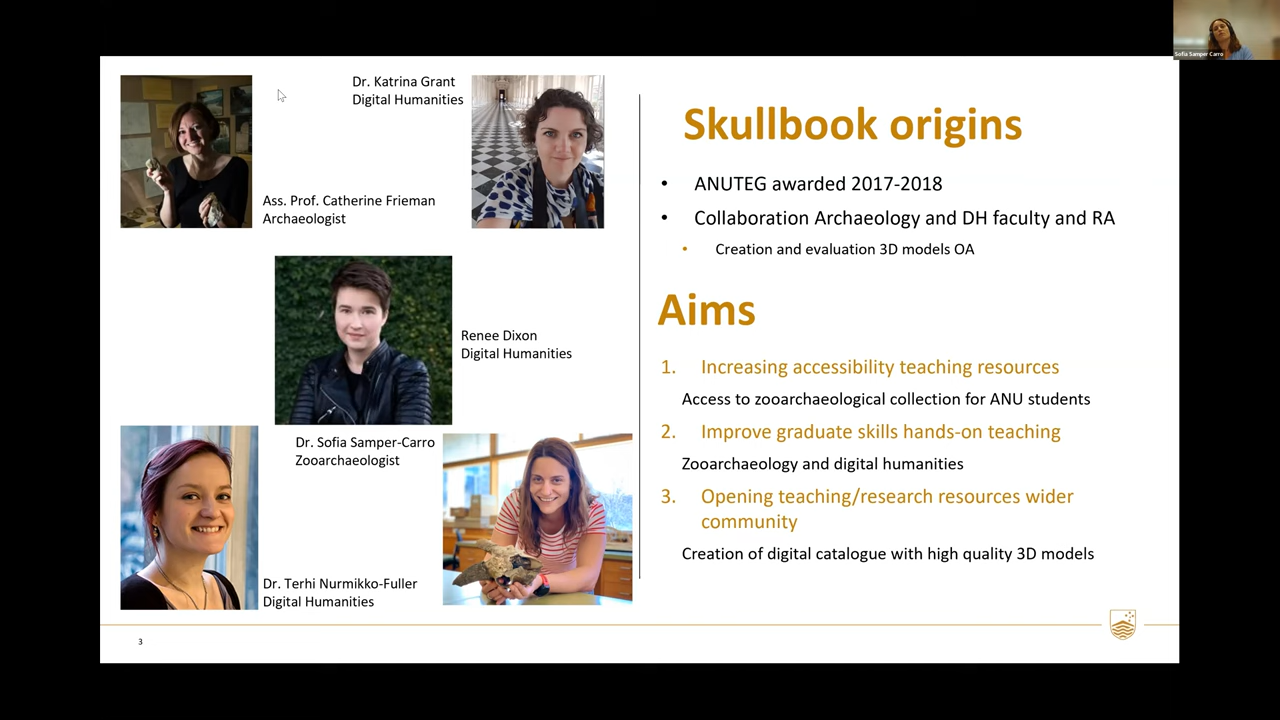 Sofia Samper Carro
Dr. Katrina Grant
Digital Humanities
Ass. Prof. Catherine Frieman
Archaeologist
Renee Dixon
Digital Humanities
Dr. Sofia Samper-Carro
Zooarchaeologist
Dr. Terhi Nurmikko-Fuller
Digital Humanities
Skullbook origins
• ANUTEG awarded 2017-2018
• Collaboration Archaeology and DH faculty and RA
• Creation and evaluation 3D models OA
Aims
1. Increasing accessibility teaching resources
Access to zooarchaeological collection for ANU students
2. Improve graduate skills hands-on teaching
Zooarchaeology and digital humanities
3. Opening teaching/research resources wider
community
Creation of digital catalogue with high quality 3D models
3